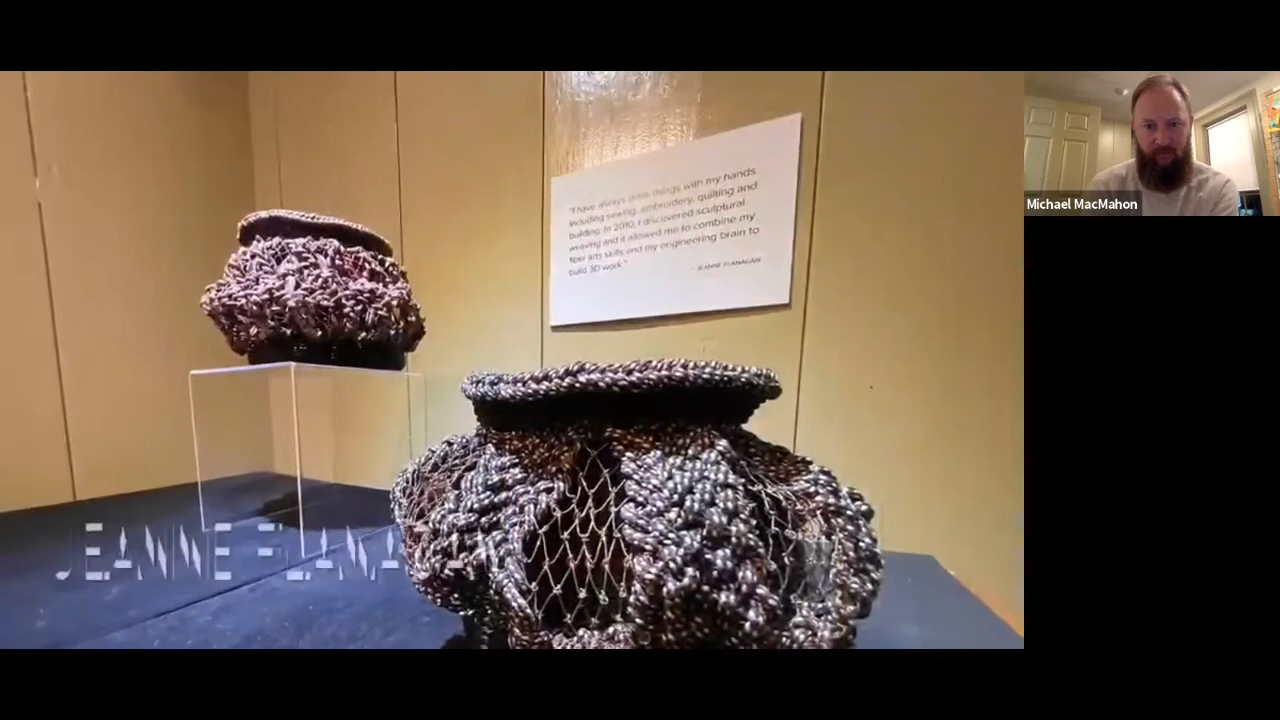 "I have always done things with my hands
including sewing, embroidery, quilting and
building. In 2010, I discovered sculptural
weaving and it allowed me to combine my
fiber arts skills and my engineering brain to
build 3D work."
—JEANNE FLANAGAN
JEANNE FLANAGAN
Michael MacMahon